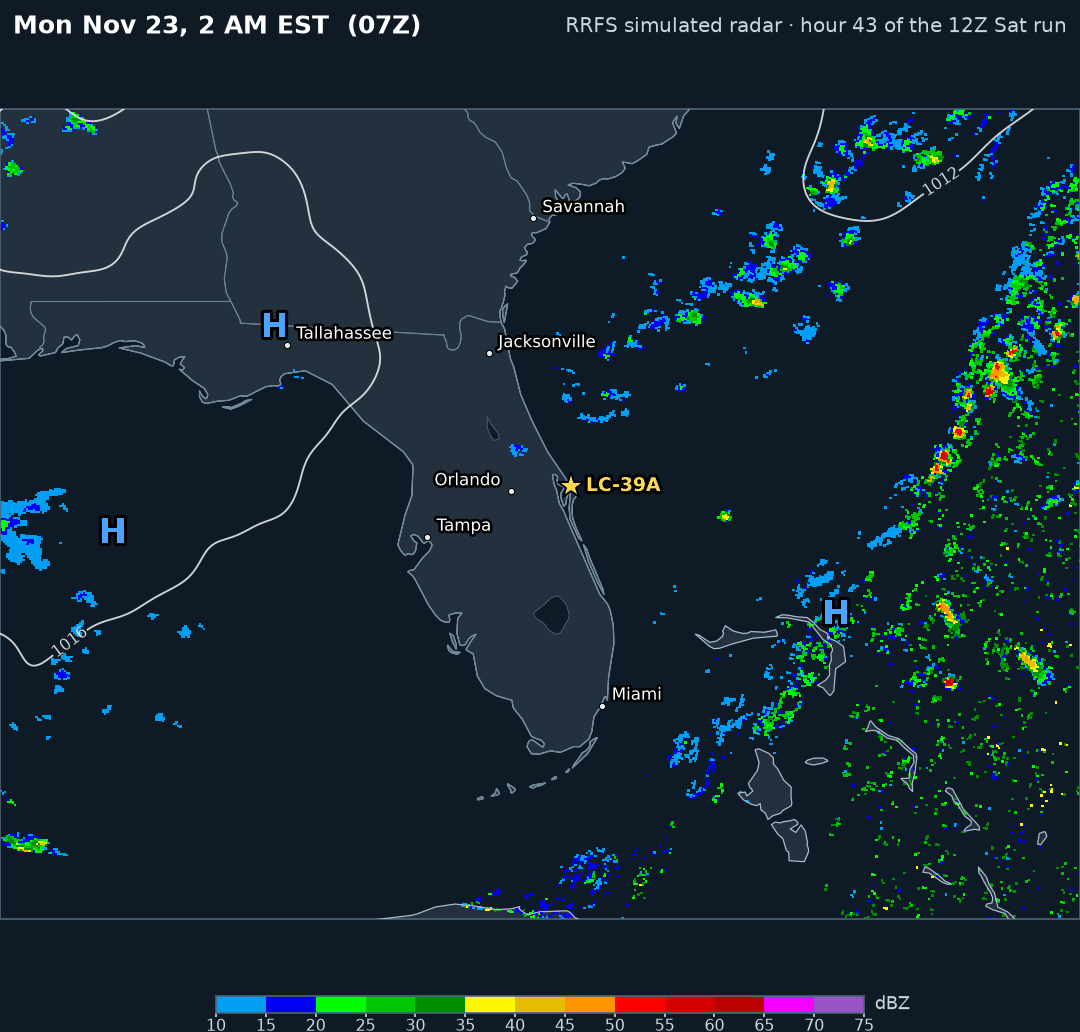 Mon Nov 23, 2 AM EST (07Z)
RRFS simulated radar · hour 43 of the 12Z Sat run
1012
Savannah
H
Tallahassee
Jacksonville
Orlando
LC-39A
H
Tampa
H
1016
Miami
dBZ
10 15 20 25 30 35 40 45 50 55 60 65 70 75